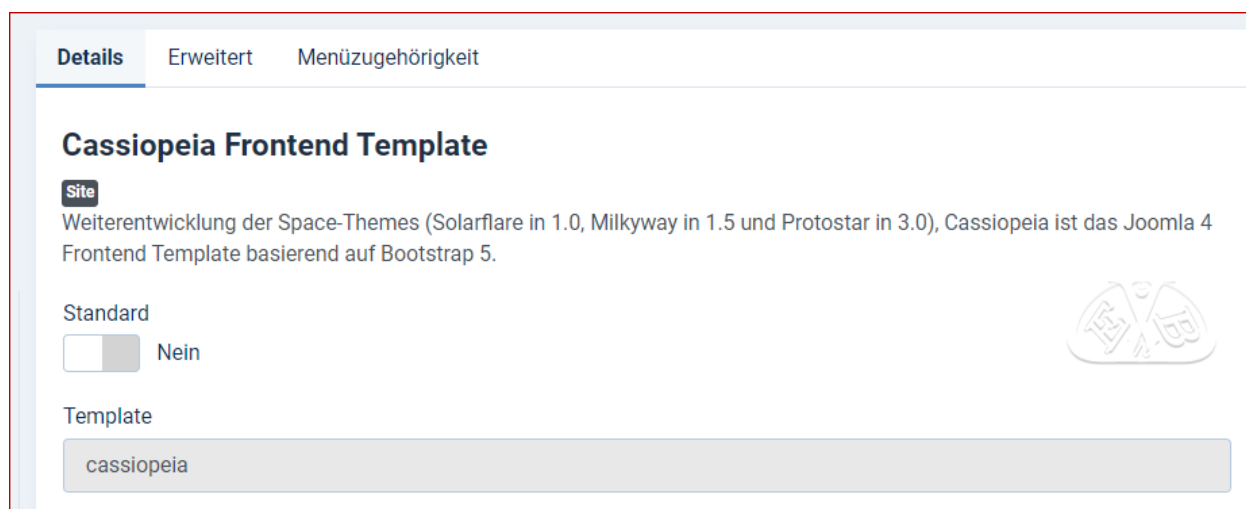 Details Erweitert Menüzugehörigkeit
Cassiopeia Frontend Template
Site
Weiterentwicklung der Space-Themes (Solarflare in 1.0, Milkyway in 1.5 und Protostar in 3.0), Cassiopeia ist das Joomla 4
Frontend Template basierend auf Bootstrap 5.
Standard
Nein
Template
cassiopeia